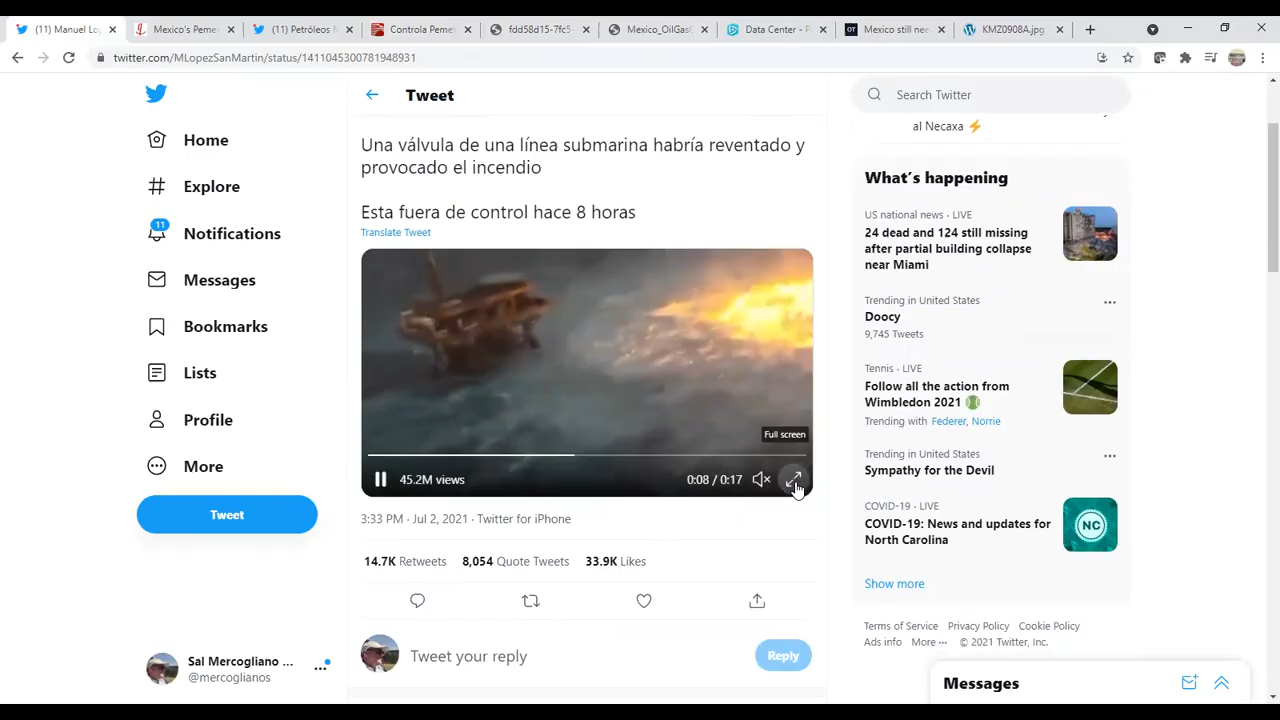 (11) Manuel Lo
Mexico's Peme
(11) Petróleos M
Controla Peme
fdd58d15-7fc5-
Mexico_OilGasC
Data Center - P
OT
Mexico still nee
KMZ0908A.jpg
twitter.com/MLopezSanMartin/status/1411045300781948931
Home
Explore
11
Notifications
Messages
Bookmarks
Lists
Profile
More
Tweet
Sal Mercogliano ...
@mercoglianos
Tweet
Una válvula de una línea submarina habría reventado y
provocado el incendio
Esta fuera de control hace 8 horas
Translate Tweet
Full screen
45.2M views
0:08 / 0:17
3:33 PM · Jul 2, 2021 · Twitter for iPhone
14.7K Retweets 8,054 Quote Tweets 33.9K Likes
Tweet your reply
Reply
Search Twitter
al Necaxa ⚡
What's happening
US national news · LIVE
24 dead and 124 still missing
after partial building collapse
near Miami
Trending in United States
Doocy
9,745 Tweets
Tennis · LIVE
Follow all the action from
Wimbledon 2021
Trending with Federer, Norrie
Trending in United States
Sympathy for the Devil
COVID-19 · LIVE
COVID-19: News and updates for
North Carolina
NC
Show more
Terms of Service Privacy Policy Cookie Policy
Ads info More ··· © 2021 Twitter, Inc.
Messages